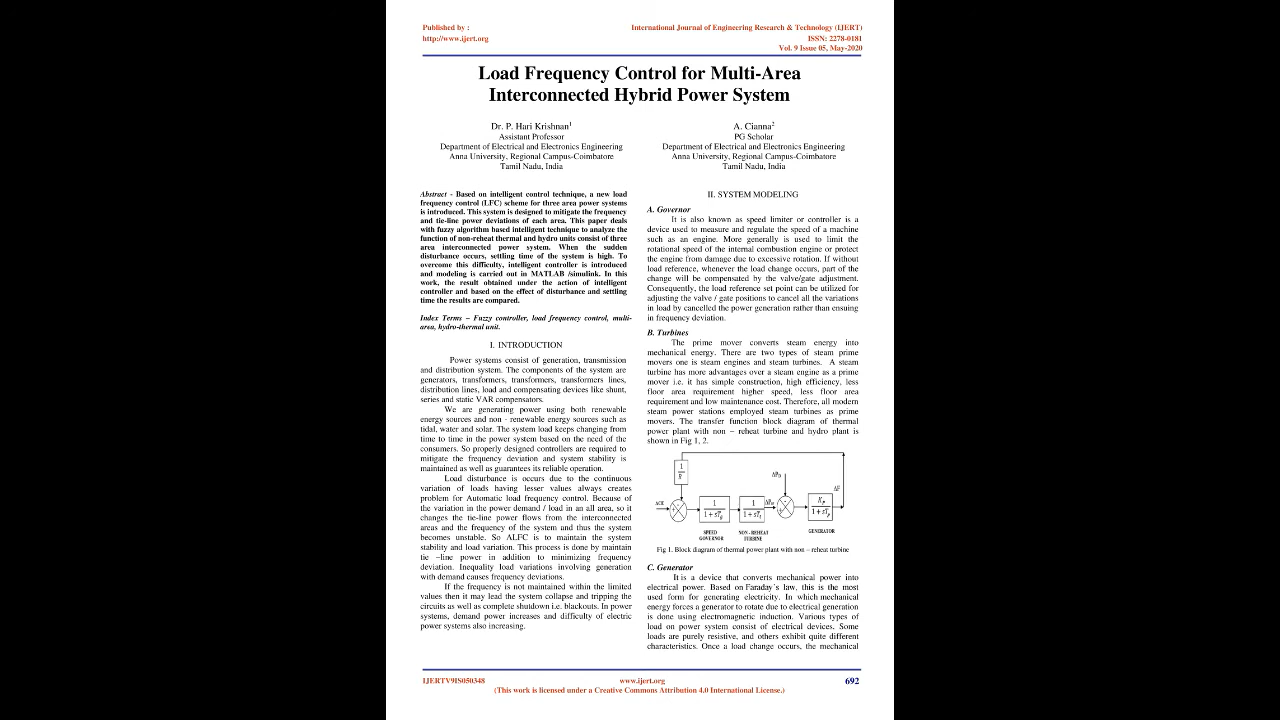 Published by :
http://www.ijert.org
International Journal of Engineering Research & Technology (IJERT)
ISSN: 2278-0181
Vol. 9 Issue 05, May-2020
Load Frequency Control for Multi-Area
Interconnected Hybrid Power System
Dr. P. Hari Krishnan1
Assistant Professor
Department of Electrical and Electronics Engineering
Anna University, Regional Campus-Coimbatore
Tamil Nadu, India
A. Cianna2
PG Scholar
Department of Electrical and Electronics Engineering
Anna University, Regional Campus-Coimbatore
Tamil Nadu, India
Abstract - Based on intelligent control technique, a new load
frequency control (LFC) scheme for three area power systems
is introduced. This system is designed to mitigate the frequency
and tie-line power deviations of each area. This paper deals
with fuzzy algorithm based intelligent technique to analyze the
function of non-reheat thermal and hydro units consist of three
area interconnected power system. When the sudden
disturbance occurs, settling time of the system is high. To
overcome this difficulty, intelligent controller is introduced
and modeling is carried out in MATLAB /simulink. In this
work, the result obtained under the action of intelligent
controller and based on the effect of disturbance and settling
time the results are compared.
Index Terms – Fuzzy controller, load frequency control, multi-
area, hydro-thermal unit.
I. INTRODUCTION
Power systems consist of generation, transmission
and distribution system. The components of the system are
generators, transformers, transformers, transformers lines,
distribution lines, load and compensating devices like shunt,
series and static VAR compensators.
We are generating power using both renewable
energy sources and non - renewable energy sources such as
tidal, water and solar. The system load keeps changing from
time to time in the power system based on the need of the
consumers. So properly designed controllers are required to
mitigate the frequency deviation and system stability is
maintained as well as guarantees its reliable operation.
Load disturbance is occurs due to the continuous
variation of loads having lesser values always creates
problem for Automatic load frequency control. Because of
the variation in the power demand / load in an all area, so it
changes the tie-line power flows from the interconnected
areas and the frequency of the system and thus the system
becomes unstable. So ALFC is to maintain the system
stability and load variation. This process is done by maintain
tie –line power in addition to minimizing frequency
deviation. Inequality load variations involving generation
with demand causes frequency deviations.
If the frequency is not maintained within the limited
values then it may lead the system collapse and tripping the
circuits as well as complete shutdown i.e. blackouts. In power
systems, demand power increases and difficulty of electric
power systems also increasing.
II. SYSTEM MODELING
A. Governor
It is also known as speed limiter or controller is a
device used to measure and regulate the speed of a machine
such as an engine. More generally is used to limit the
rotational speed of the internal combustion engine or protect
the engine from damage due to excessive rotation. If without
load reference, whenever the load change occurs, part of the
change will be compensated by the valve/gate adjustment.
Consequently, the load reference set point can be utilized for
adjusting the valve / gate positions to cancel all the variations
in load by cancelled the power generation rather than ensuing
in frequency deviation.
B. Turbines
The prime mover converts steam energy into
mechanical energy. There are two types of steam prime
movers one is steam engines and steam turbines. A steam
turbine has more advantages over a steam engine as a prime
mover i.e. it has simple construction, high efficiency, less
floor area requirement higher speed, less floor area
requirement and low maintenance cost. Therefore, all modern
steam power stations employed steam turbines as prime
movers. The transfer function block diagram of thermal
power plant with non – reheat turbine and hydro plant is
shown in Fig 1, 2.
1
R
ΔPD
ΔF
ACE
1
1 + sTg
1
1 + sTt
ΔPm
KP
1 + sTp
SPEED
GOVERNOR
NON - REHEAT
TURBINE
GENERATOR
Fig 1. Block diagram of thermal power plant with non – reheat turbine
C. Generator
It is a device that converts mechanical power into
electrical power. Based on Faraday`s law, this is the most
used form for generating electricity. In which mechanical
energy forces a generator to rotate due to electrical generation
is done using electromagnetic induction. Various types of
load on power system consist of electrical devices. Some
loads are purely resistive, and others exhibit quite different
characteristics. Once a load change occurs, the mechanical
IJERTV9IS050348
www.ijert.org
692
(This work is licensed under a Creative Commons Attribution 4.0 International License.)